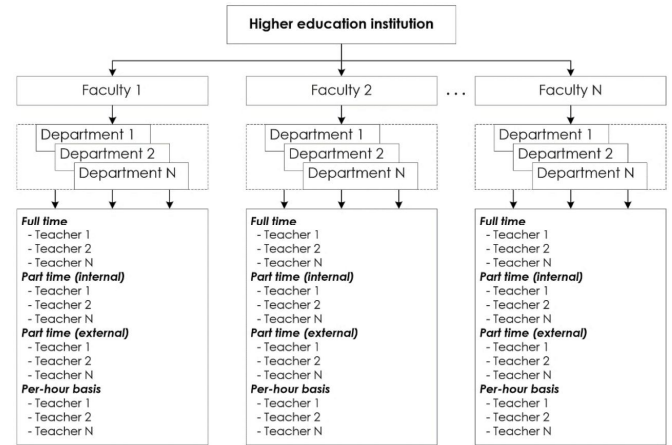 Higher education institution
Faculty 1
Faculty 2
. . .
Faculty N
Department 1
Department 2
Department N
Department 1
Department 2
Department N
Department 1
Department 2
Department N
Full time
- Teacher 1
- Teacher 2
- Teacher N
Part time (internal)
- Teacher 1
- Teacher 2
- Teacher N
Part time (external)
- Teacher 1
- Teacher 2
- Teacher N
Per-hour basis
- Teacher 1
- Teacher 2
- Teacher N
Full time
- Teacher 1
- Teacher 2
- Teacher N
Part time (internal)
- Teacher 1
- Teacher 2
- Teacher N
Part time (external)
- Teacher 1
- Teacher 2
- Teacher N
Per-hour basis
- Teacher 1
- Teacher 2
- Teacher N
Full time
- Teacher 1
- Teacher 2
- Teacher N
Part time (internal)
- Teacher 1
- Teacher 2
- Teacher N
Part time (external)
- Teacher 1
- Teacher 2
- Teacher N
Per-hour basis
- Teacher 1
- Teacher 2
- Teacher N